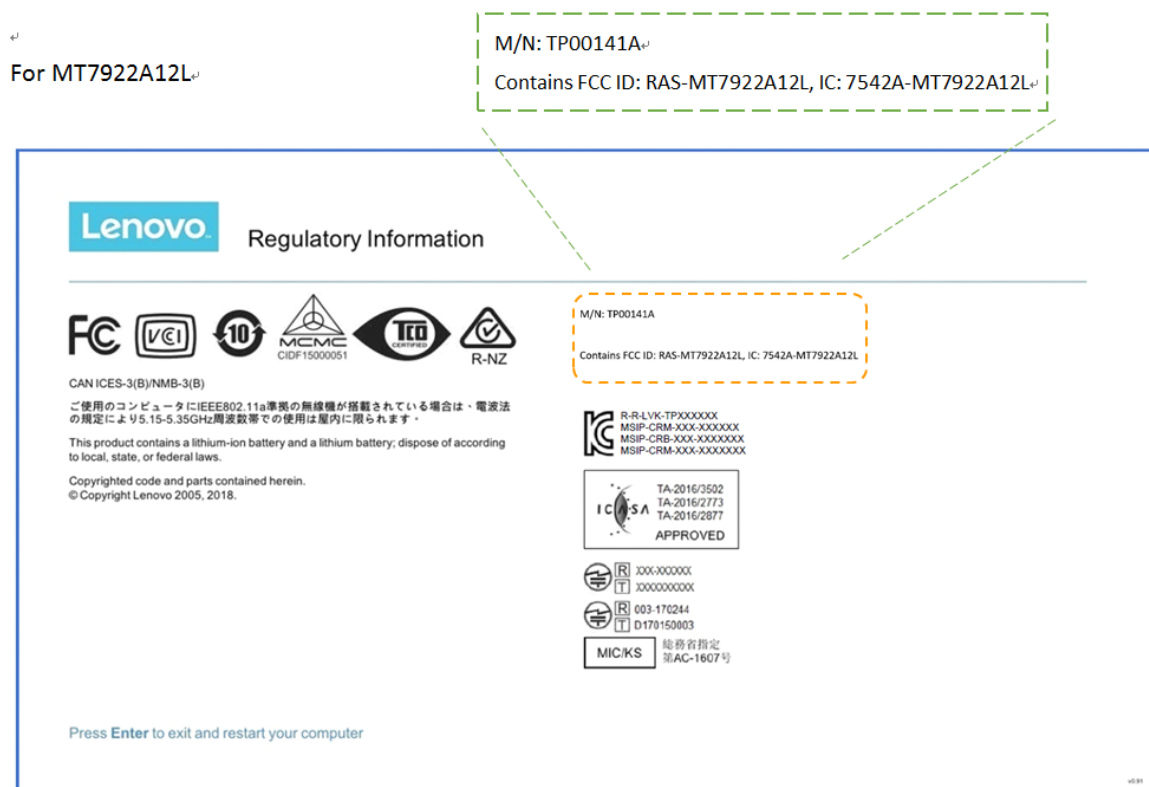 For MT7922A12L
M/N: TP00141A
Contains FCC ID: RAS-MT7922A12L, IC: 7542A-MT7922A12L
Lenovo
Regulatory Information
FC
VCI
10
MCMC
CIDF15000051
TCO
CERTIFIED
R-NZ
CAN ICES-3(B)/NMB-3(B)
ご使用のコンピュータにIEEE802.11a準拠の無線機が搭載されている場合は、電波法
の規定により5.15-5.35GHz周波数帯での使用は屋内に限られます。
This product contains a lithium-ion battery and a lithium battery; dispose of according
to local, state, or federal laws.
Copyrighted code and parts contained herein.
© Copyright Lenovo 2005, 2018.
M/N: TP00141A
Contains FCC ID: RAS-MT7922A12L, IC: 7542A-MT7922A12L
R-R-LVK-TPXXXXXX
MSIP-CRM-XXX-XXXXXX
MSIP-CRB-XXX-XXXXXXX
MSIP-CRM-XXX-XXXXXXX
ICASA
TA-2016/3502
TA-2016/2773
TA-2016/2877
APPROVED
R XXX-XXXXXX
T XXXXXXXXXX
R 003-170244
T D170150003
MIC/KS
総務省指定
第AC-1607号
Press Enter to exit and restart your computer
v0.91